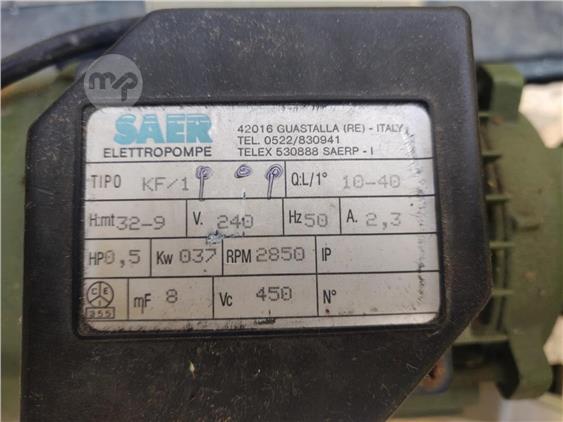 mp
SAER
ELETTROPOMPE
42016 GUASTALLA (RE) - ITALY
TEL. 0522/830941
TELEX 530888 SAERP - I
TIPO KF/1 Q:L/1° 10-40
H:mt 32-9 V. 240 Hz 50 A. 2,3
HP 0,5 Kw 037 RPM 2850 IP
CEI 355 mF 8 Vc 450 N°